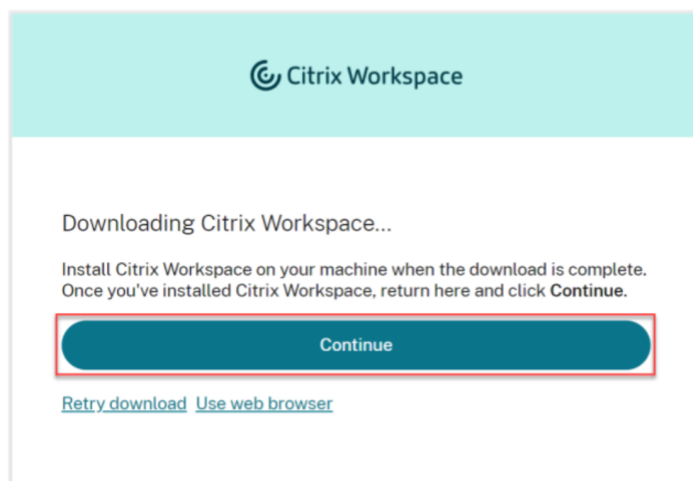 Citrix Workspace
Downloading Citrix Workspace...
Install Citrix Workspace on your machine when the download is complete.
Once you've installed Citrix Workspace, return here and click Continue.
Continue
Retry download Use web browser